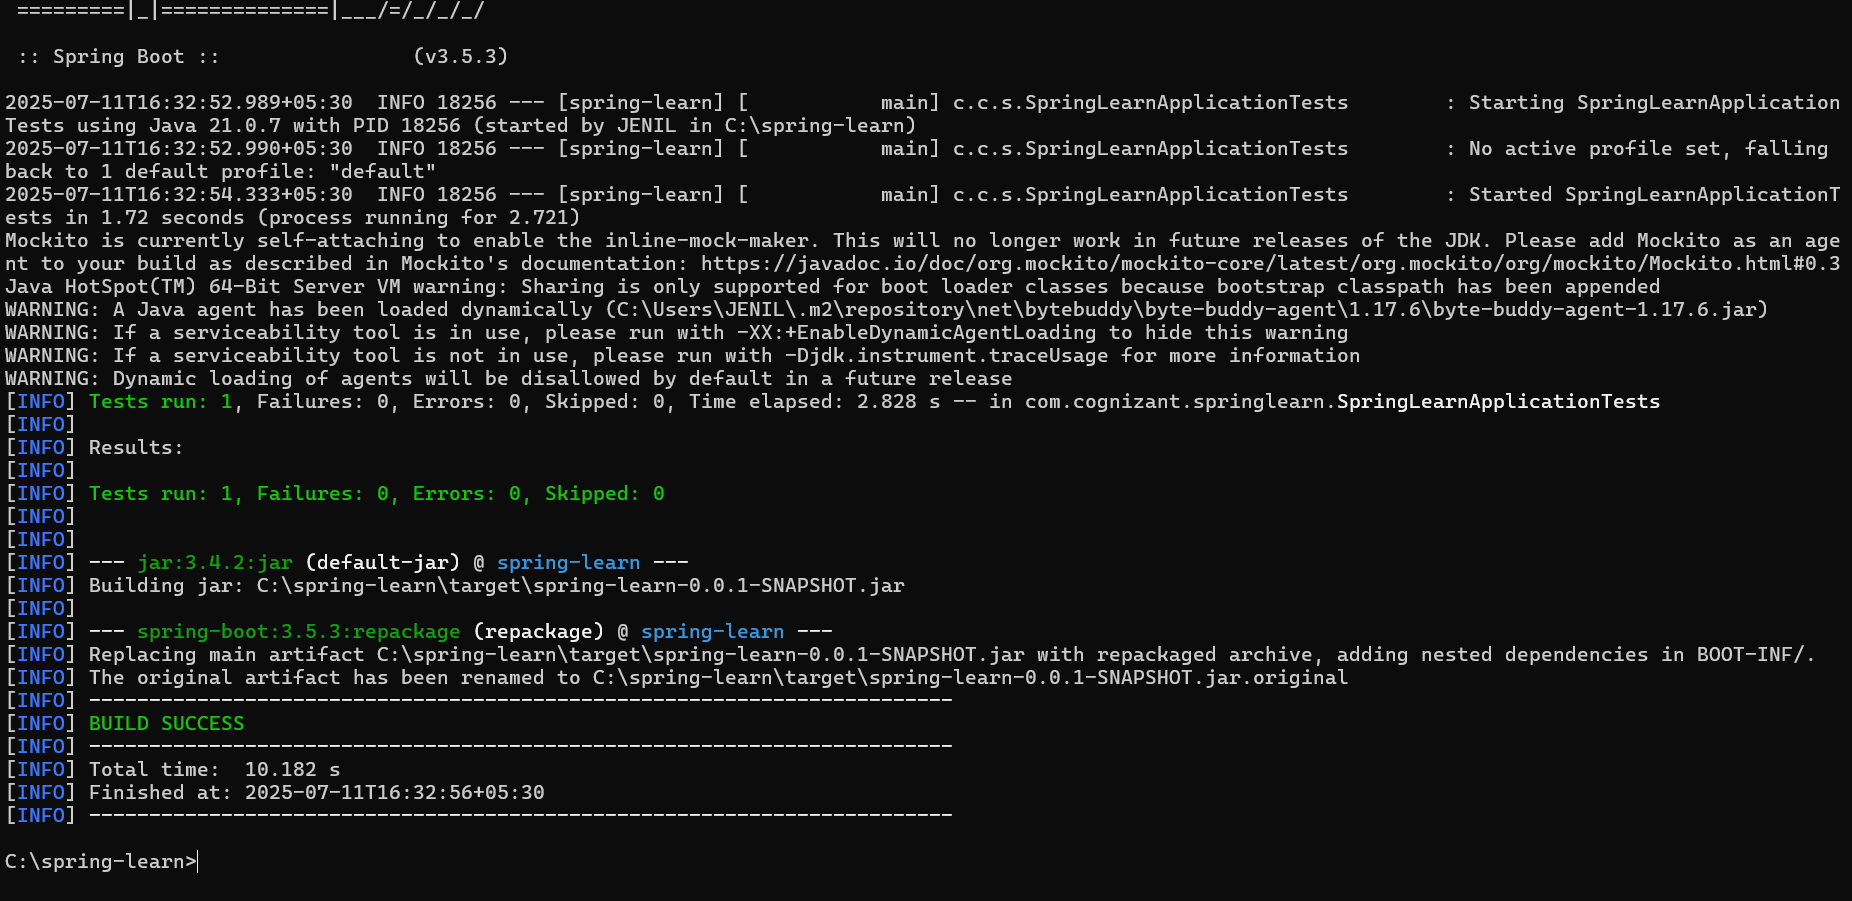 =========|_|==============|___/=/_/_/_/

 :: Spring Boot ::                (v3.5.3)

2025-07-11T16:32:52.989+05:30  INFO 18256 --- [spring-learn] [           main] c.c.s.SpringLearnApplicationTests        : Starting SpringLearnApplication
Tests using Java 21.0.7 with PID 18256 (started by JENIL in C:\spring-learn)
2025-07-11T16:32:52.990+05:30  INFO 18256 --- [spring-learn] [           main] c.c.s.SpringLearnApplicationTests        : No active profile set, falling
back to 1 default profile: "default"
2025-07-11T16:32:54.333+05:30  INFO 18256 --- [spring-learn] [           main] c.c.s.SpringLearnApplicationTests        : Started SpringLearnApplicationT
ests in 1.72 seconds (process running for 2.721)
Mockito is currently self-attaching to enable the inline-mock-maker. This will no longer work in future releases of the JDK. Please add Mockito as an age
nt to your build as described in Mockito's documentation: https://javadoc.io/doc/org.mockito/mockito-core/latest/org.mockito/org/mockito/Mockito.html#0.3
Java HotSpot(TM) 64-Bit Server VM warning: Sharing is only supported for boot loader classes because bootstrap classpath has been appended
WARNING: A Java agent has been loaded dynamically (C:\Users\JENIL\.m2\repository\net\bytebuddy\byte-buddy-agent\1.17.6\byte-buddy-agent-1.17.6.jar)
WARNING: If a serviceability tool is in use, please run with -XX:+EnableDynamicAgentLoading to hide this warning
WARNING: If a serviceability tool is not in use, please run with -Djdk.instrument.traceUsage for more information
WARNING: Dynamic loading of agents will be disallowed by default in a future release
[INFO] Tests run: 1, Failures: 0, Errors: 0, Skipped: 0, Time elapsed: 2.828 s -- in com.cognizant.springlearn.SpringLearnApplicationTests
[INFO]
[INFO] Results:
[INFO]
[INFO] Tests run: 1, Failures: 0, Errors: 0, Skipped: 0
[INFO]
[INFO]
[INFO] --- jar:3.4.2:jar (default-jar) @ spring-learn ---
[INFO] Building jar: C:\spring-learn\target\spring-learn-0.0.1-SNAPSHOT.jar
[INFO]
[INFO] --- spring-boot:3.5.3:repackage (repackage) @ spring-learn ---
[INFO] Replacing main artifact C:\spring-learn\target\spring-learn-0.0.1-SNAPSHOT.jar with repackaged archive, adding nested dependencies in BOOT-INF/.
[INFO] The original artifact has been renamed to C:\spring-learn\target\spring-learn-0.0.1-SNAPSHOT.jar.original
[INFO] ------------------------------------------------------------------------
[INFO] BUILD SUCCESS
[INFO] ------------------------------------------------------------------------
[INFO] Total time:  10.182 s
[INFO] Finished at: 2025-07-11T16:32:56+05:30
[INFO] ------------------------------------------------------------------------

C:\spring-learn>